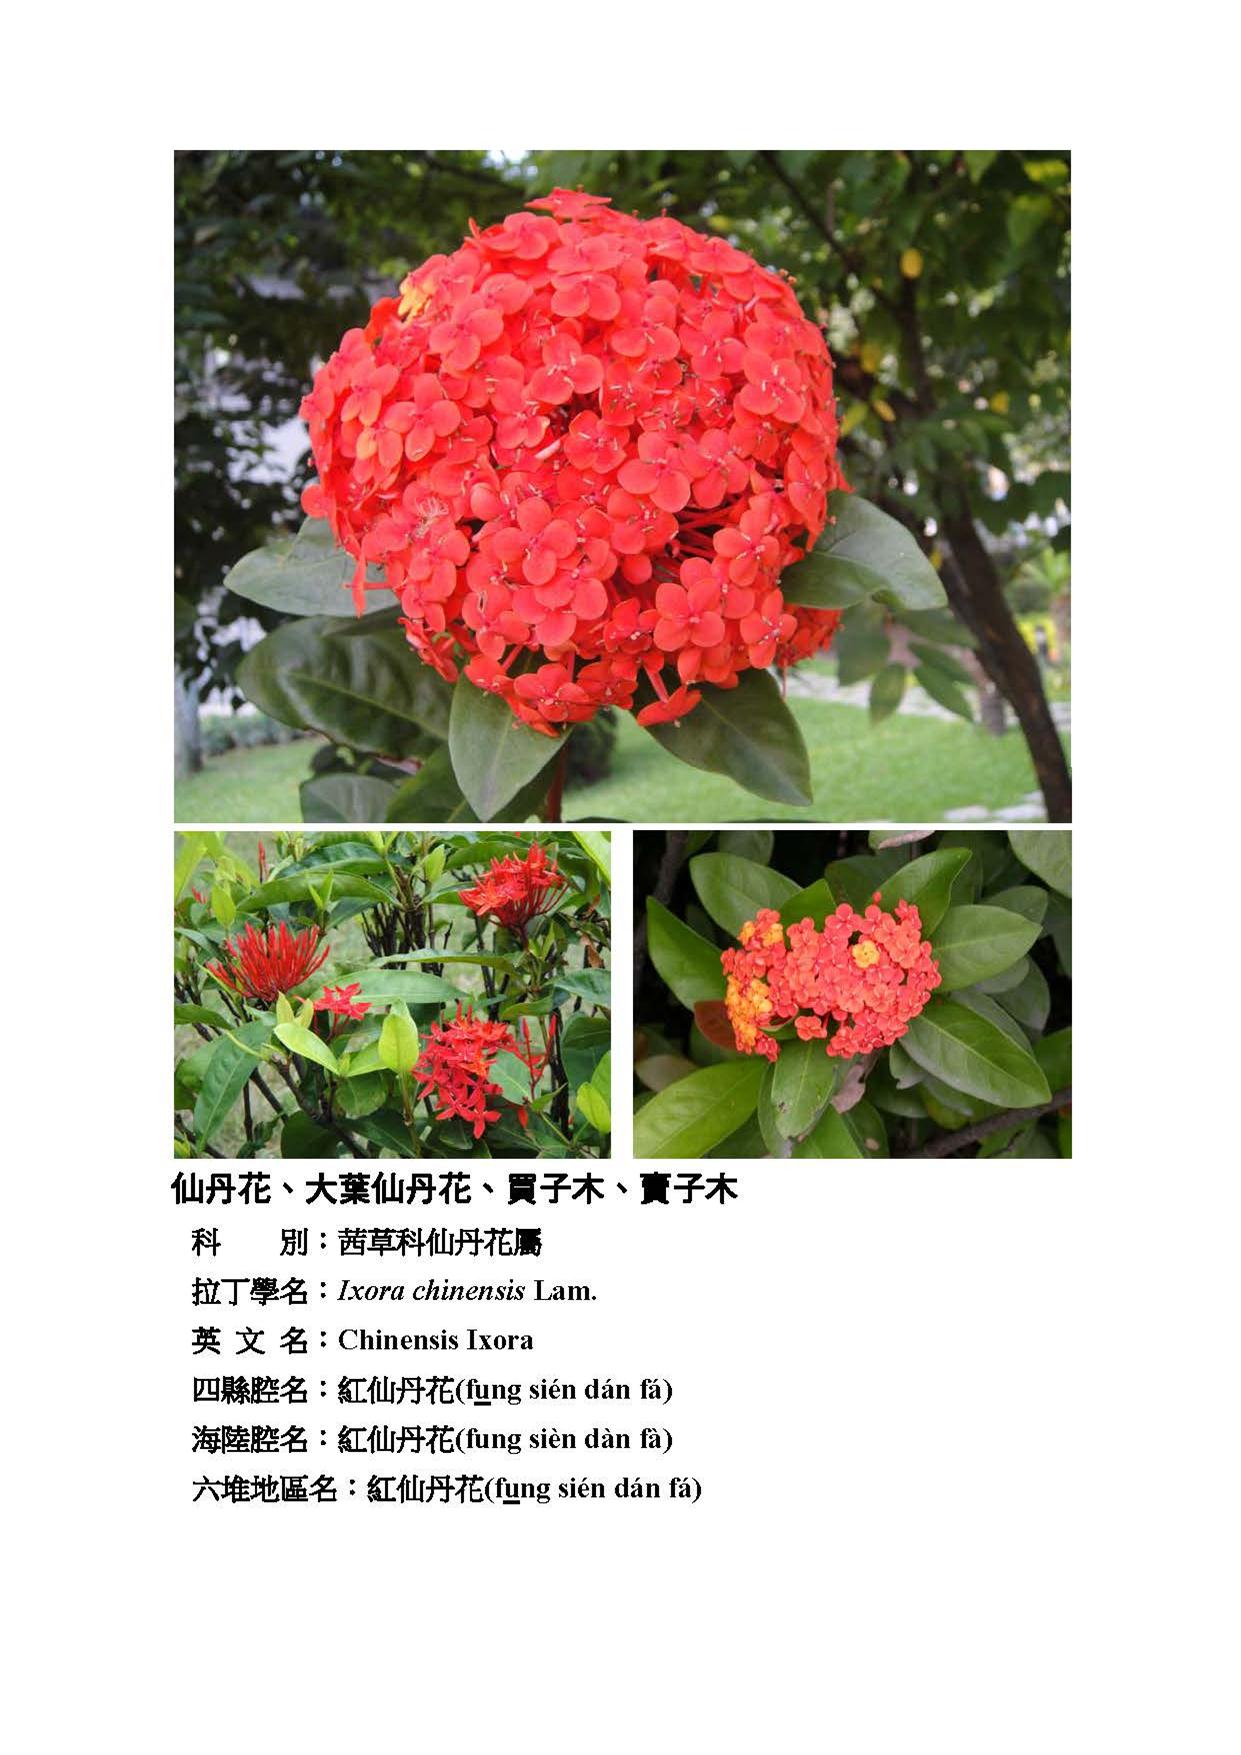 仙丹花、大葉仙丹花、買子木、賣子木
科　　別：茜草科仙丹花屬
拉丁學名：Ixora chinensis Lam.
英 文 名：Chinensis Ixora
四縣腔名：紅仙丹花(fung sién dán fá)
海陸腔名：紅仙丹花(fung sièn dàn fà)
六堆地區名：紅仙丹花(fung sién dán fá)